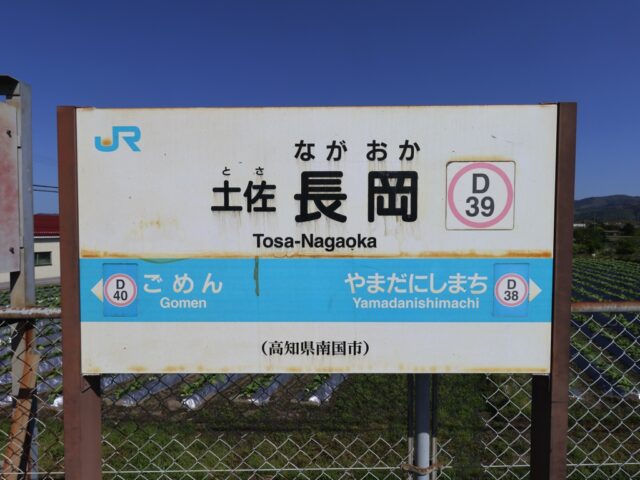 JR
ながおか
とさ
土佐 長岡
D
39
Tosa-Nagaoka
D
40
ごめん
Gomen
やまだにしまち
Yamadanishimachi
D
38
(高知県南国市)